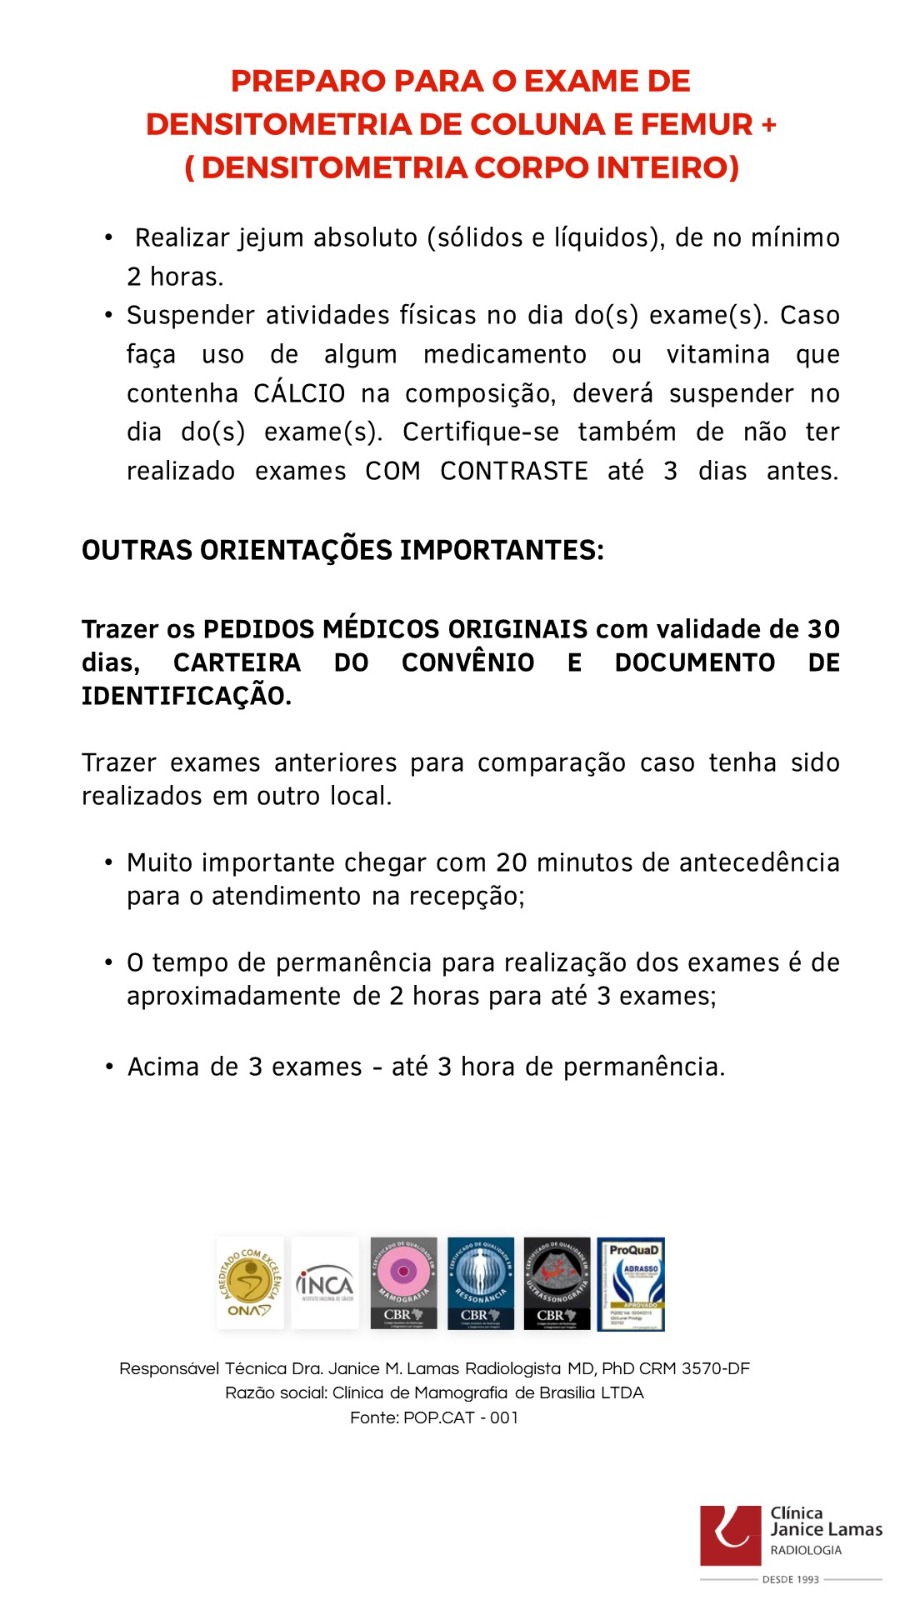 PREPARO PARA O EXAME DE
DENSITOMETRIA DE COLUNA E FEMUR +
( DENSITOMETRIA CORPO INTEIRO)
• Realizar jejum absoluto (sólidos e líquidos), de no mínimo
2 horas.
• Suspender atividades físicas no dia do(s) exame(s). Caso
faça uso de algum medicamento ou vitamina que
contenha CÁLCIO na composição, deverá suspender no
dia do(s) exame(s). Certifique-se também de não ter
realizado exames COM CONTRASTE até 3 dias antes.
OUTRAS ORIENTAÇÕES IMPORTANTES:
Trazer os PEDIDOS MÉDICOS ORIGINAIS com validade de 30
dias, CARTEIRA DO CONVÊNIO E DOCUMENTO DE
IDENTIFICAÇÃO.
Trazer exames anteriores para comparação caso tenha sido
realizados em outro local.
• Muito importante chegar com 20 minutos de antecedência
para o atendimento na recepção;
• O tempo de permanência para realização dos exames é de
aproximadamente de 2 horas para até 3 exames;
• Acima de 3 exames - até 3 hora de permanência.
ACREDITADO COM EXCELÊNCIA
ONA
INCA
CERTIFICADO DE QUALIDADE EM
MAMOGRAFIA
CBR
CERTIFICADO DE QUALIDADE EM
RESSONÂNCIA
CBR
CERTIFICADO DE QUALIDADE EM
ULTRASSONOGRAFIA
CBR
ProQuaD
ABRASSO
APROVADO
Responsável Técnica Dra. Janice M. Lamas Radiologista MD, PhD CRM 3570-DF
Razão social: Clínica de Mamografia de Brasilia LTDA
Fonte: POP.CAT - 001
Clínica
Janice Lamas
RADIOLOGIA
DESDE 1993